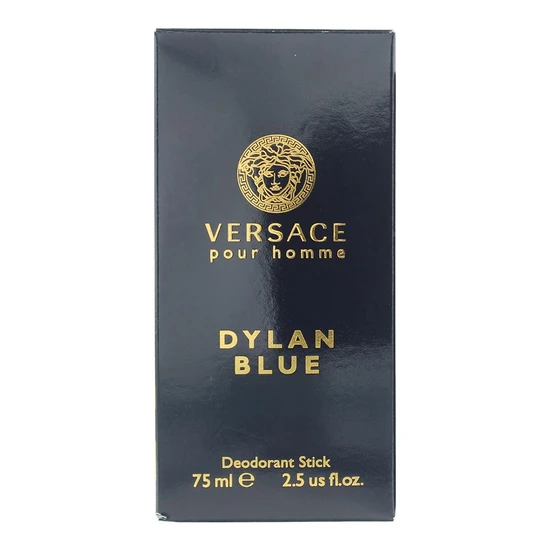 VERSACE
pour homme
DYLAN
BLUE
Deodorant Stick
75 ml ℮ 2.5 us fl.oz.